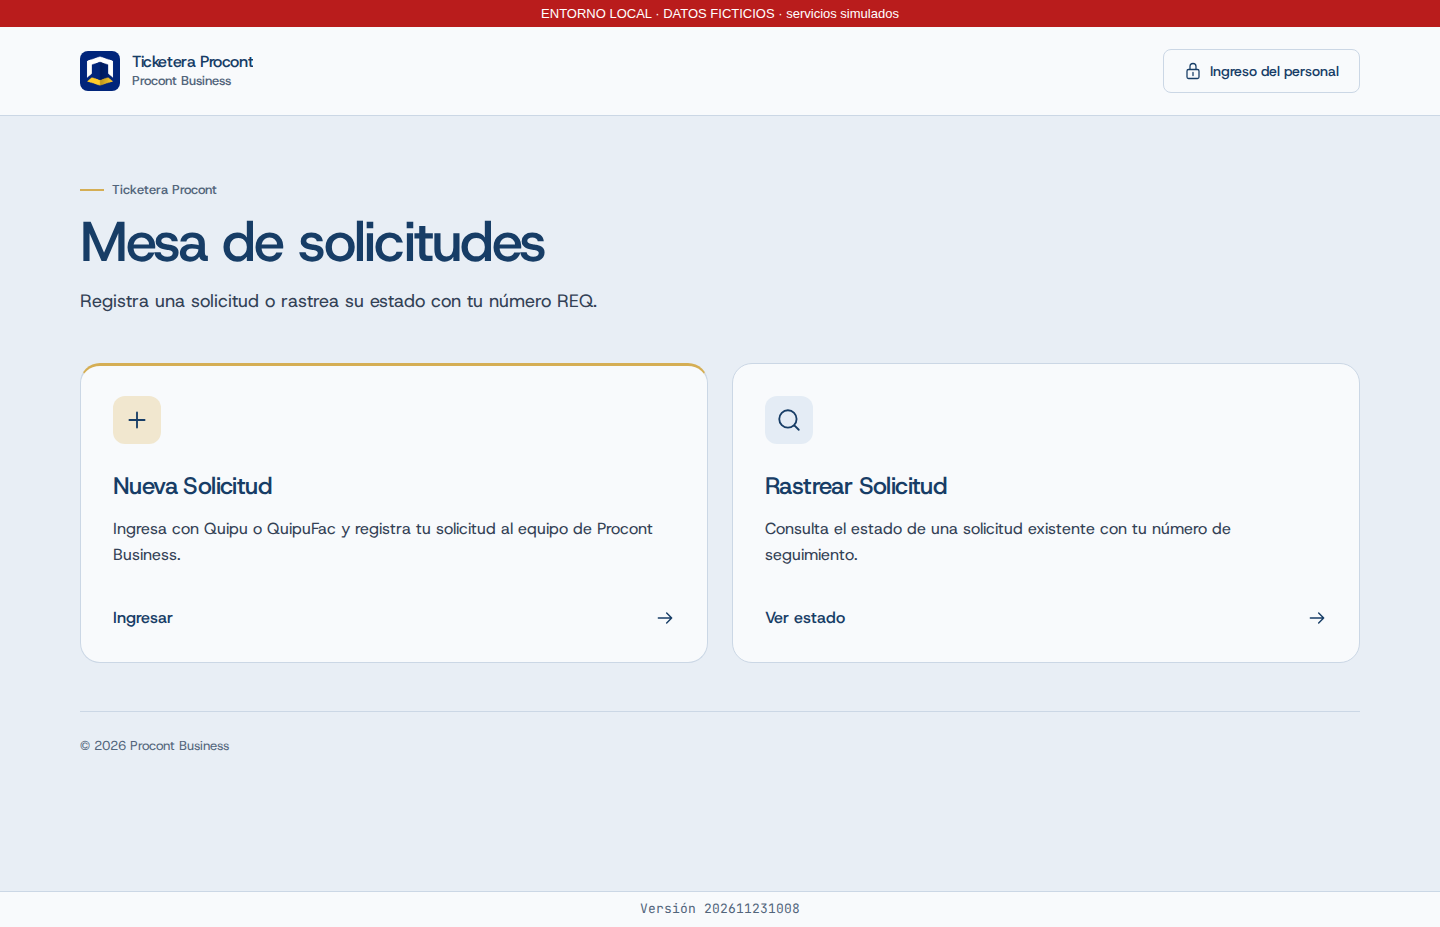 ENTORNO LOCAL · DATOS FICTICIOS · servicios simulados
Ticketera Procont
Procont Business
Ingreso del personal
Ticketera Procont
Mesa de solicitudes
Registra una solicitud o rastrea su estado con tu número REQ.
Nueva Solicitud
Ingresa con Quipu o QuipuFac y registra tu solicitud al equipo de Procont
Business.
Ingresar
Rastrear Solicitud
Consulta el estado de una solicitud existente con tu número de
seguimiento.
Ver estado
© 2026 Procont Business
Versión 202611231008